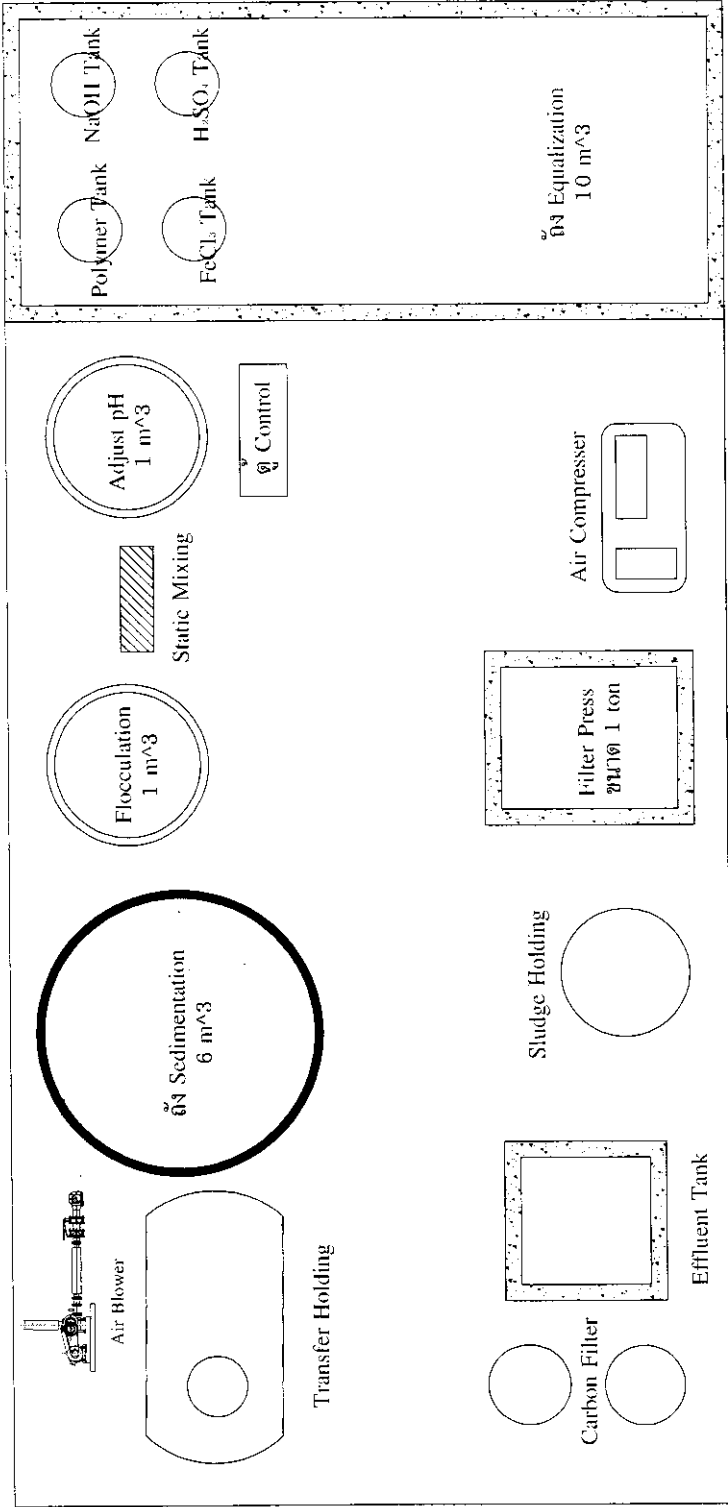 Air Blower
Transfer Holding
ถัง Sedimentation
6 m^3
Flocculation
1 m^3
Static Mixing
Adjust pH
1 m^3
ตู้ Control
Polymer Tank
NaOH Tank
FeCl₃ Tank
H₂SO₄ Tank
ถัง Equalization
10 m^3
Carbon Filter
Effluent Tank
Sludge Holding
Filter Press
ขนาด 1 ton
Air Compresser